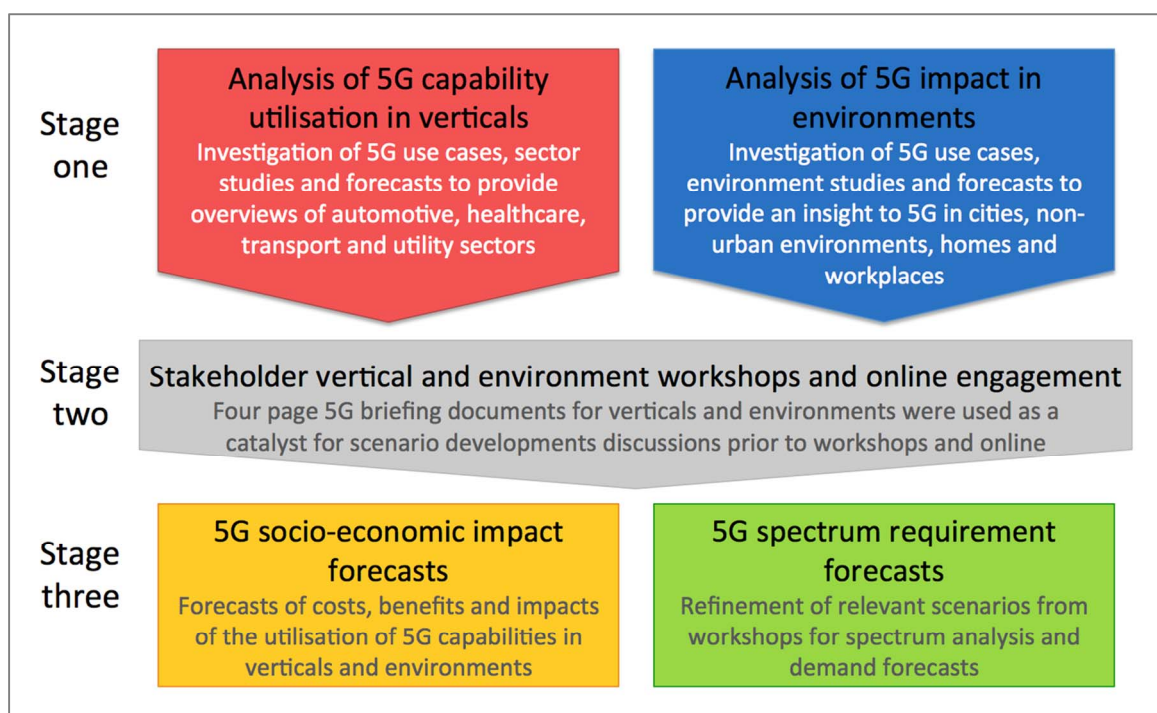 Stage
one
Analysis of 5G capability
utilisation in verticals
Investigation of 5G use cases, sector
studies and forecasts to provide
overviews of automotive, healthcare,
transport and utility sectors
Analysis of 5G impact in
environments
Investigation of 5G use cases,
environment studies and forecasts to
provide an insight to 5G in cities, non-
urban environments, homes and
workplaces
Stage
two
Stakeholder vertical and environment workshops and online engagement
Four page 5G briefing documents for verticals and environments were used as a
catalyst for scenario developments discussions prior to workshops and online
Stage
three
5G socio-economic impact
forecasts
Forecasts of costs, benefits and impacts
of the utilisation of 5G capabilities in
verticals and environments
5G spectrum requirement
forecasts
Refinement of relevant scenarios from
workshops for spectrum analysis and
demand forecasts